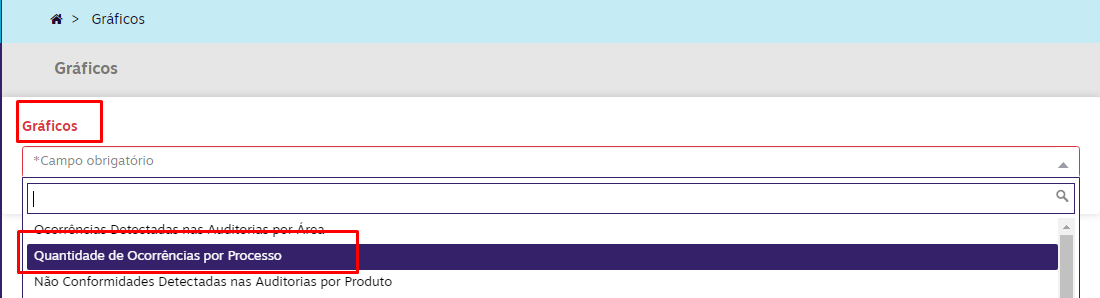 > Gráficos
Gráficos
Gráficos
*Campo obrigatório
Ocorrências Detectadas nas Auditorias por Área
Quantidade de Ocorrências por Processo
Não Conformidades Detectadas nas Auditorias por Produto